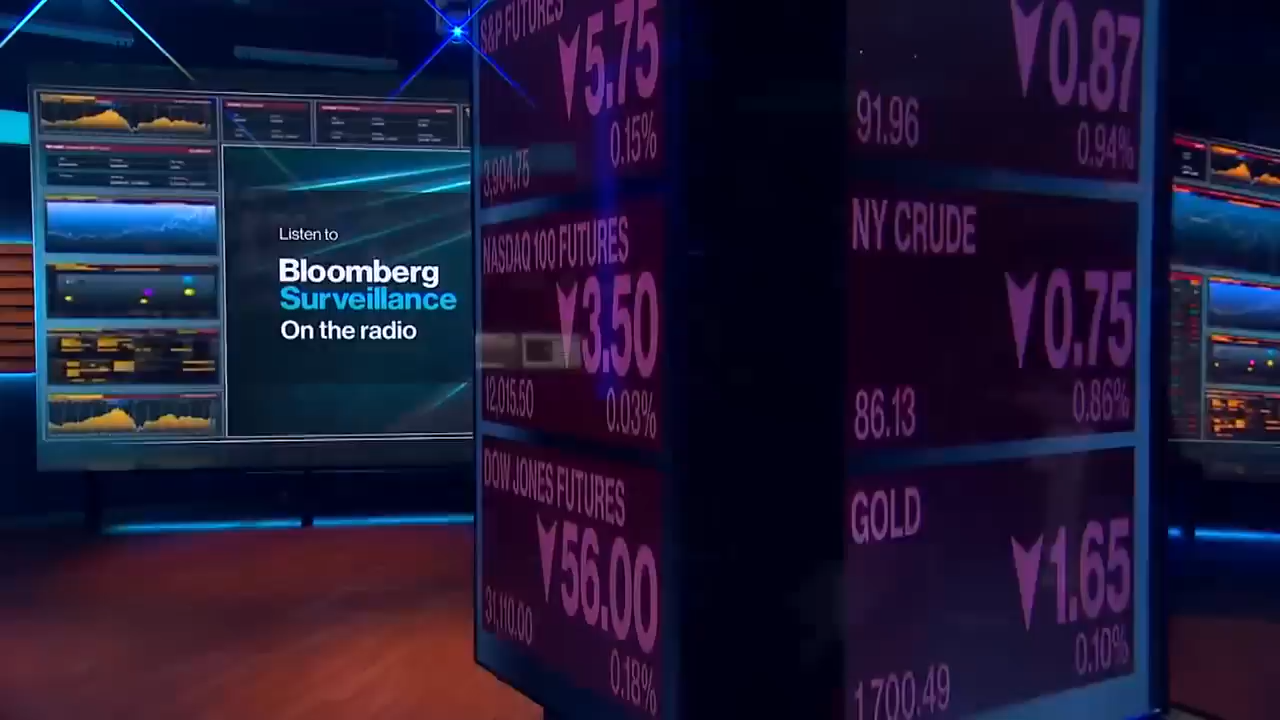 Listen to
Bloomberg
Surveillance
On the radio
S&P FUTURES
5.75
0.15%
3,904.75
NASDAQ 100 FUTURES
3.50
12,015.50
0.03%
DOW JONES FUTURES
56.00
31,110.00
0.18%
0.87
91.96
0.94%
NY CRUDE
0.75
86.13
0.86%
GOLD
1.65
0.10%
1700.49